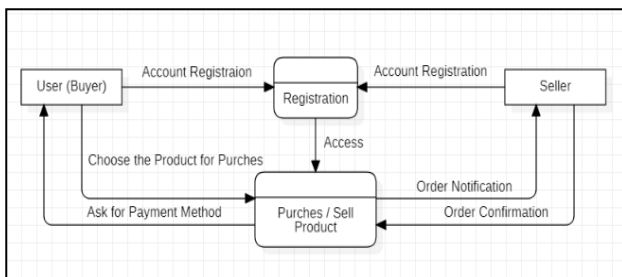 Account Registraion
Account Registration
User (Buyer)
Registration
Seller
Access
Choose the Product for Purches
Order Notification
Ask for Payment Method
Purches / Sell
Product
Order Confirmation